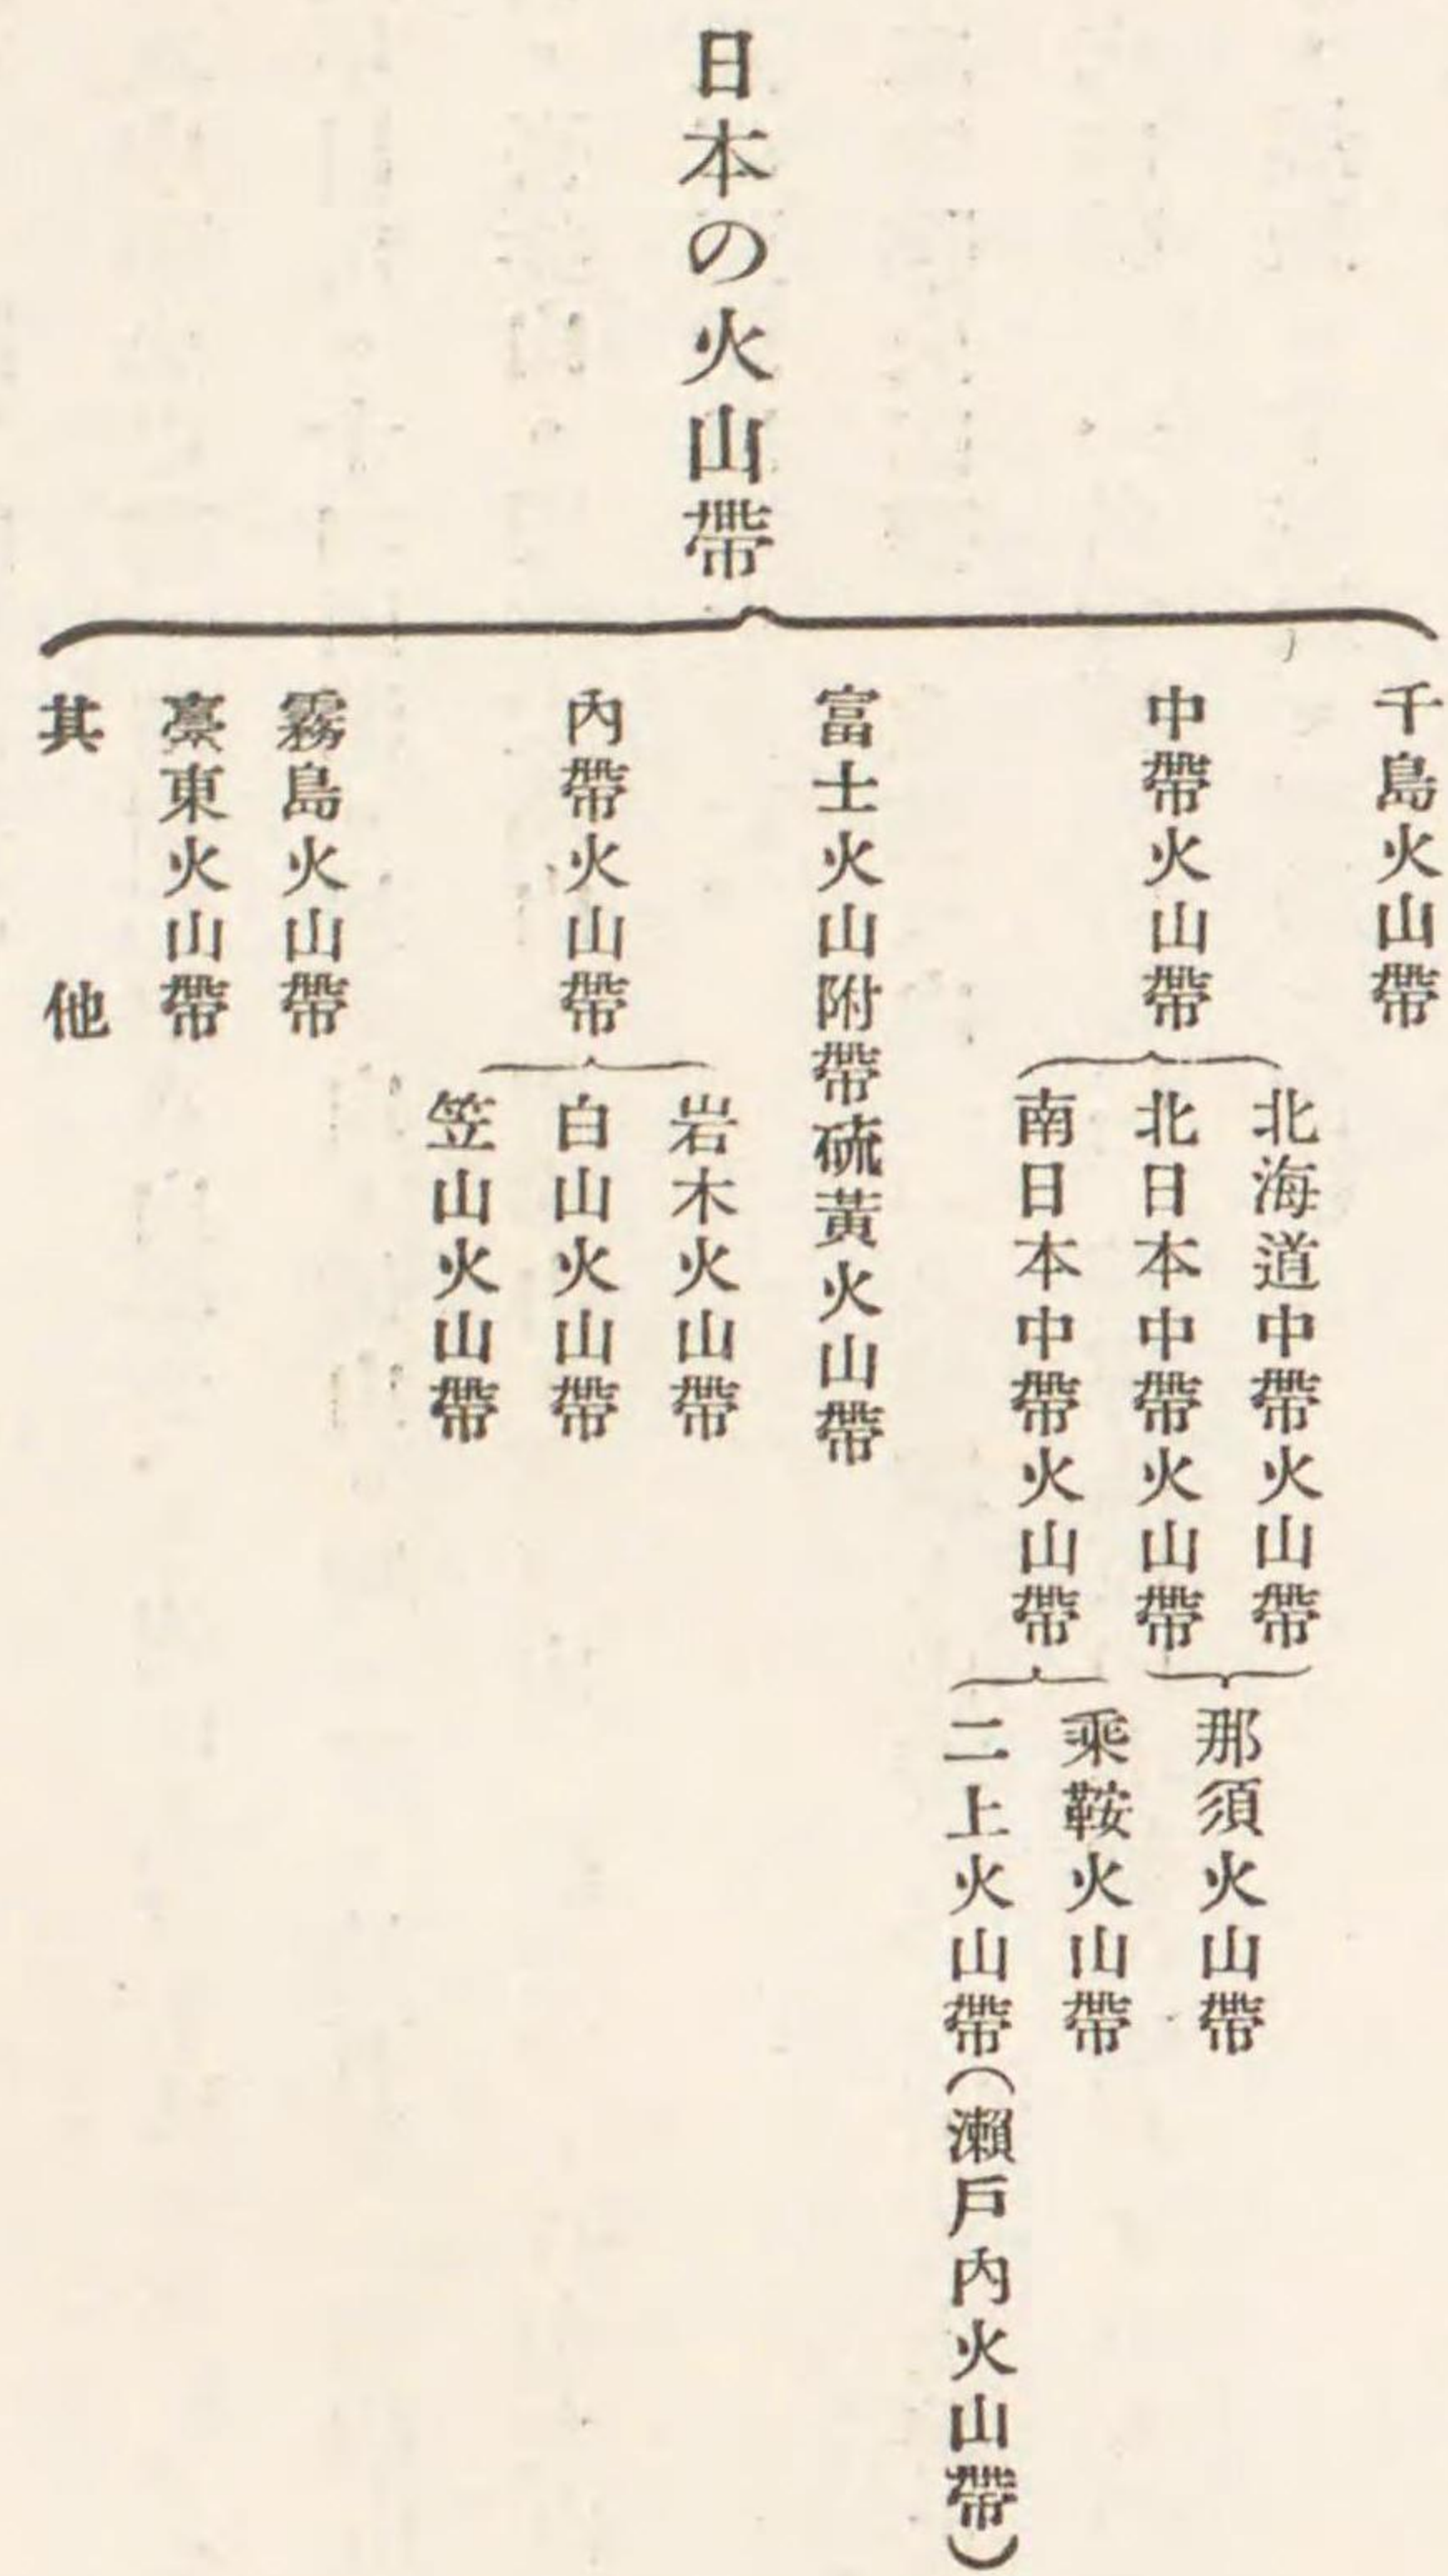 日本の火山帶
千島火山帶
中帶火山帶
北海道中帶火山帶
北日本中帶火山帶
那須火山帶
南日本中帶火山帶
乘鞍火山帶
二上火山帶(瀨戶內火山帶)
富士火山附帶硫黃火山帶
內帶火山帶
岩木火山帶
白山火山帶
笠山火山帶
霧島火山帶
臺東火山帶
其他